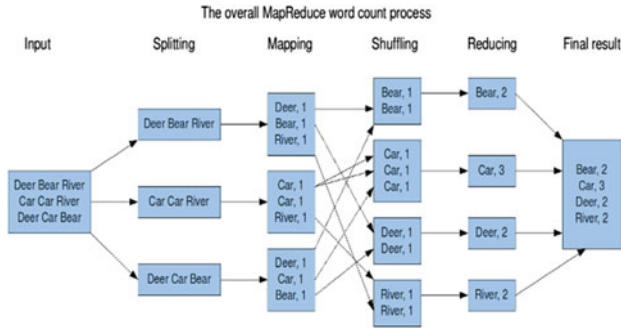 The overall MapReduce word count process
Input
Splitting
Mapping
Shuffling
Reducing
Final result
Deer Bear River
Car Car River
Deer Car Bear
Deer Bear River
Car Car River
Deer Car Bear
Deer, 1
Bear, 1
River, 1
Car, 1
Car, 1
River, 1
Deer, 1
Car, 1
Bear, 1
Bear, 1
Bear, 1
Car, 1
Car, 1
Car, 1
Deer, 1
Deer, 1
River, 1
River, 1
Bear, 2
Car, 3
Deer, 2
River, 2
Bear, 2
Car, 3
Deer, 2
River, 2